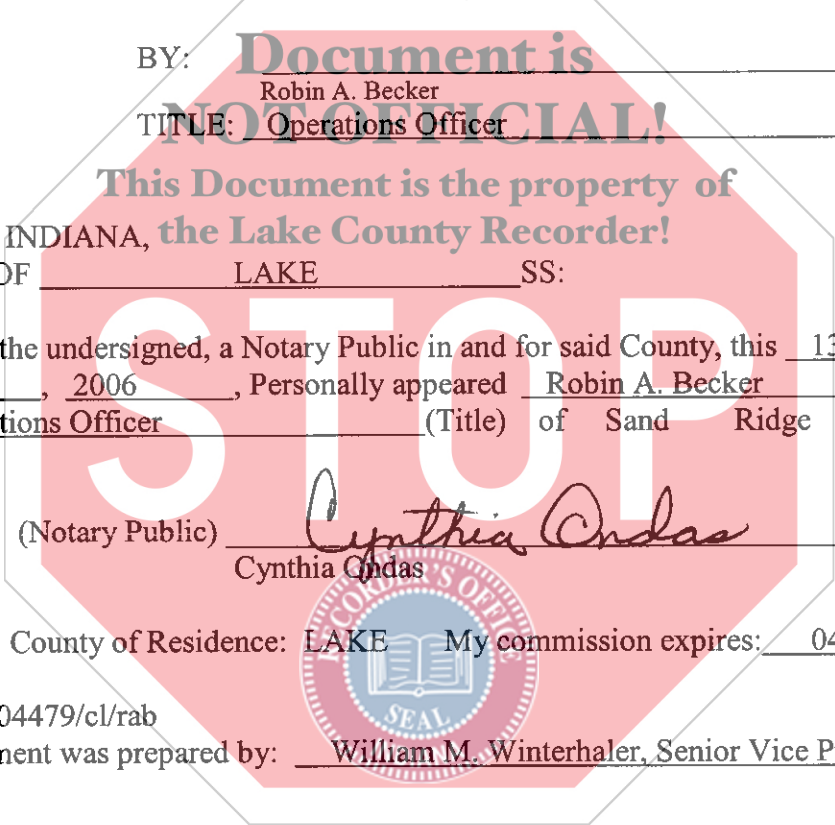 BY: Document is
Robin A. Becker
NOT OFFICIAL!
TITLE: Operations Officer
This Document is the property of
INDIANA, the Lake County Recorder!
OF LAKE SS:
STOP
the undersigned, a Notary Public in and for said County, this 13
, 2006 , Personally appeared Robin A. Becker
tions Officer (Title) of Sand Ridge
(Notary Public) Cynthia Ondas
Cynthia Ondas
RECORDER'S OFFICE
County of Residence: LAKE My commission expires: 04
04479/cl/rab
SEAL
ment was prepared by: William M. Winterhaler, Senior Vice P